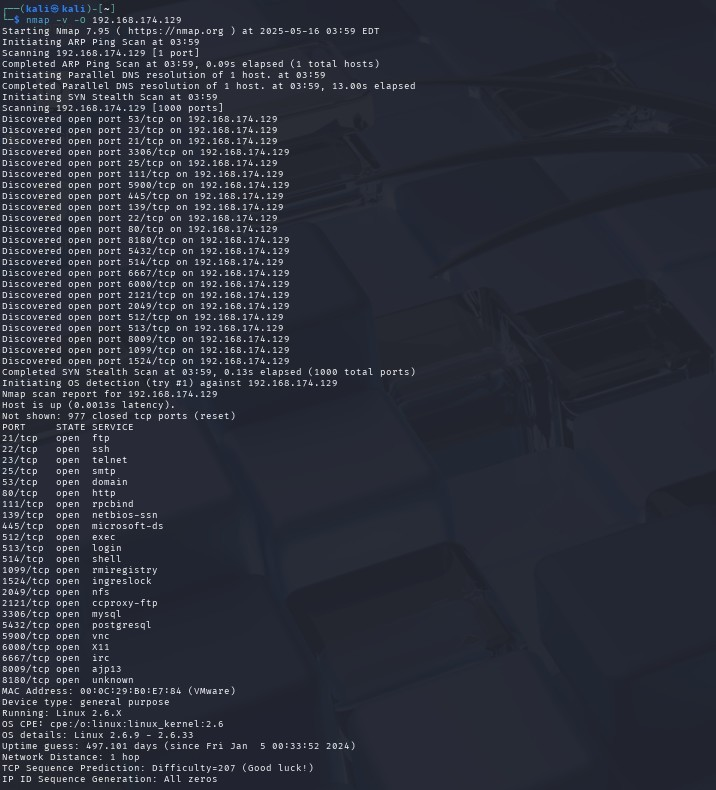 ┌──(kali㉿kali)-[~]
└─$ nmap -v -O 192.168.174.129
Starting Nmap 7.95 ( https://nmap.org ) at 2025-05-16 03:59 EDT
Initiating ARP Ping Scan at 03:59
Scanning 192.168.174.129 [1 port]
Completed ARP Ping Scan at 03:59, 0.09s elapsed (1 total hosts)
Initiating Parallel DNS resolution of 1 host. at 03:59
Completed Parallel DNS resolution of 1 host. at 03:59, 13.00s elapsed
Initiating SYN Stealth Scan at 03:59
Scanning 192.168.174.129 [1000 ports]
Discovered open port 53/tcp on 192.168.174.129
Discovered open port 23/tcp on 192.168.174.129
Discovered open port 21/tcp on 192.168.174.129
Discovered open port 3306/tcp on 192.168.174.129
Discovered open port 25/tcp on 192.168.174.129
Discovered open port 111/tcp on 192.168.174.129
Discovered open port 5900/tcp on 192.168.174.129
Discovered open port 445/tcp on 192.168.174.129
Discovered open port 139/tcp on 192.168.174.129
Discovered open port 22/tcp on 192.168.174.129
Discovered open port 80/tcp on 192.168.174.129
Discovered open port 8180/tcp on 192.168.174.129
Discovered open port 5432/tcp on 192.168.174.129
Discovered open port 514/tcp on 192.168.174.129
Discovered open port 6667/tcp on 192.168.174.129
Discovered open port 6000/tcp on 192.168.174.129
Discovered open port 2121/tcp on 192.168.174.129
Discovered open port 2049/tcp on 192.168.174.129
Discovered open port 512/tcp on 192.168.174.129
Discovered open port 513/tcp on 192.168.174.129
Discovered open port 8009/tcp on 192.168.174.129
Discovered open port 1099/tcp on 192.168.174.129
Discovered open port 1524/tcp on 192.168.174.129
Completed SYN Stealth Scan at 03:59, 0.13s elapsed (1000 total ports)
Initiating OS detection (try #1) against 192.168.174.129
Nmap scan report for 192.168.174.129
Host is up (0.0013s latency).
Not shown: 977 closed tcp ports (reset)
PORT     STATE SERVICE
21/tcp   open  ftp
22/tcp   open  ssh
23/tcp   open  telnet
25/tcp   open  smtp
53/tcp   open  domain
80/tcp   open  http
111/tcp  open  rpcbind
139/tcp  open  netbios-ssn
445/tcp  open  microsoft-ds
512/tcp  open  exec
513/tcp  open  login
514/tcp  open  shell
1099/tcp open  rmiregistry
1524/tcp open  ingreslock
2049/tcp open  nfs
2121/tcp open  ccproxy-ftp
3306/tcp open  mysql
5432/tcp open  postgresql
5900/tcp open  vnc
6000/tcp open  X11
6667/tcp open  irc
8009/tcp open  ajp13
8180/tcp open  unknown
MAC Address: 00:0C:29:B0:E7:84 (VMware)
Device type: general purpose
Running: Linux 2.6.X
OS CPE: cpe:/o:linux:linux_kernel:2.6
OS details: Linux 2.6.9 - 2.6.33
Uptime guess: 497.101 days (since Fri Jan  5 00:33:52 2024)
Network Distance: 1 hop
TCP Sequence Prediction: Difficulty=207 (Good luck!)
IP ID Sequence Generation: All zeros